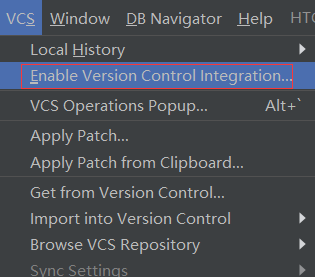 VCS Window DB Navigator Help HTC
Local History
Enable Version Control Integration...
VCS Operations Popup... Alt+`
Apply Patch...
Apply Patch from Clipboard...
Get from Version Control...
Import into Version Control
Browse VCS Repository
Sync Settings